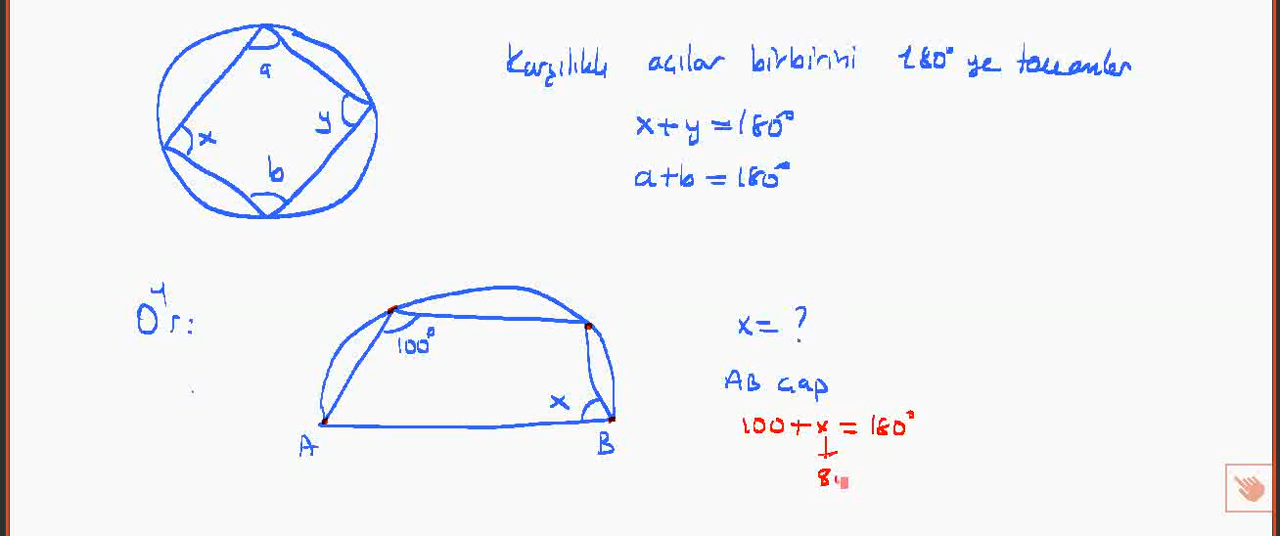 a
y
x
b
Karşılıklı açılar birbirini 180° ye tamamlar
x+y=180°
a+b=180°
Ör:
100°
x
A
B
x= ?
AB çap
100+x=180°
8